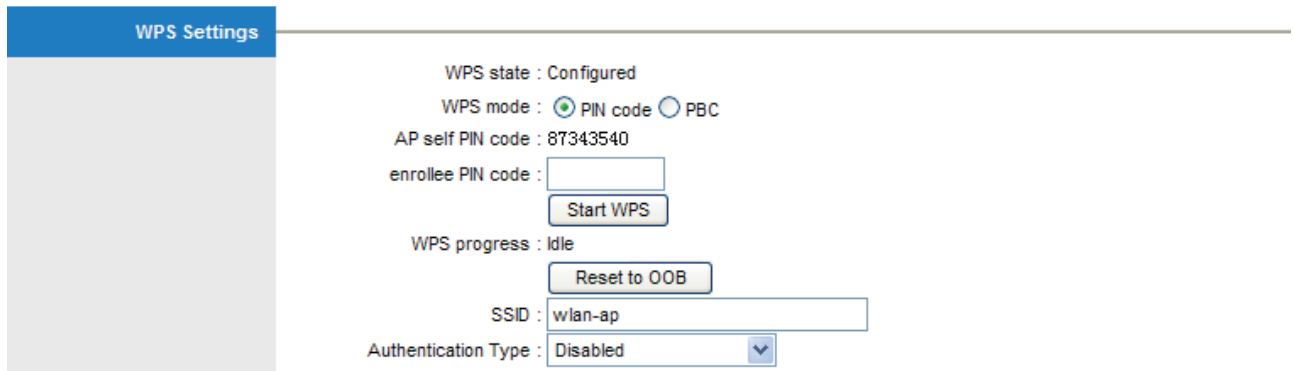 WPS Settings
WPS state : Configured
WPS mode : PIN code PBC
AP self PIN code : 87343540
enrollee PIN code :
Start WPS
WPS progress : Idle
Reset to OOB
SSID : wlan-ap
Authentication Type : Disabled